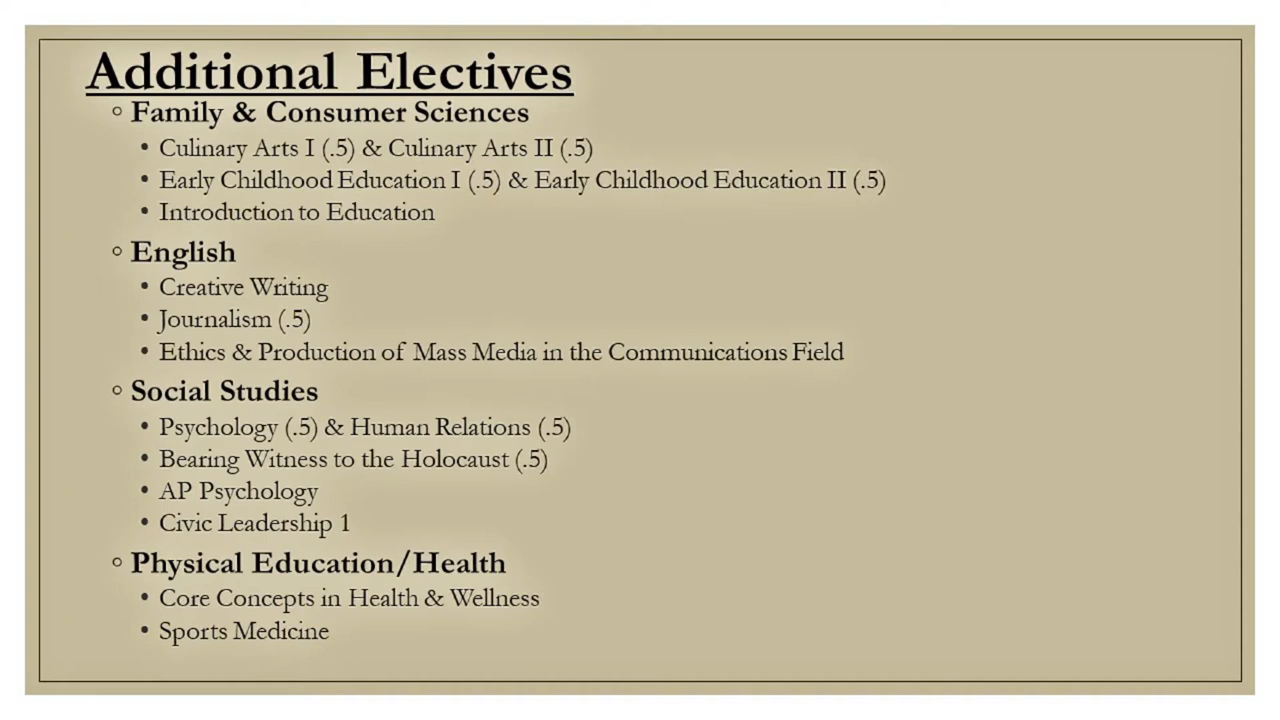 Additional Electives
◦ Family & Consumer Sciences
• Culinary Arts I (.5) & Culinary Arts II (.5)
• Early Childhood Education I (.5) & Early Childhood Education II (.5)
• Introduction to Education
◦ English
• Creative Writing
• Journalism (.5)
• Ethics & Production of Mass Media in the Communications Field
◦ Social Studies
• Psychology (.5) & Human Relations (.5)
• Bearing Witness to the Holocaust (.5)
• AP Psychology
• Civic Leadership 1
◦ Physical Education/Health
• Core Concepts in Health & Wellness
• Sports Medicine